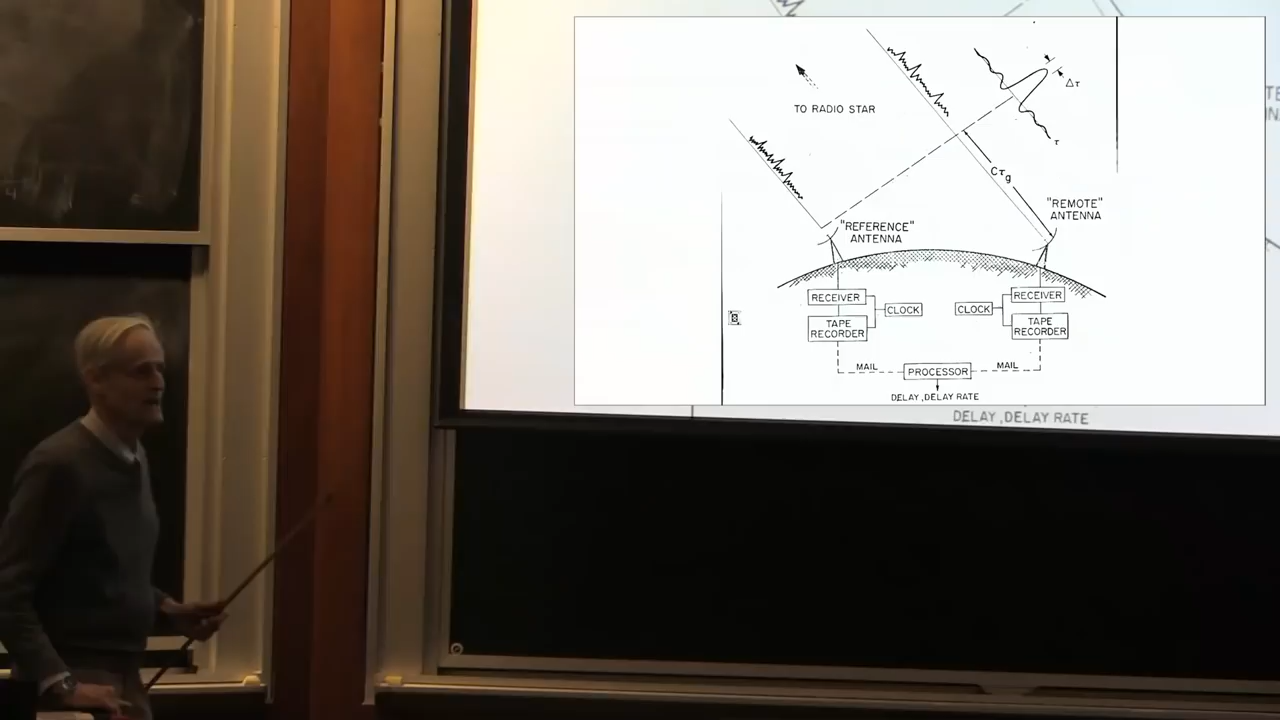 TO RADIO STAR
Δτ
τ
Cτg
"REMOTE"
ANTENNA
"REFERENCE"
ANTENNA
RECEIVER
CLOCK
TAPE
RECORDER
CLOCK
RECEIVER
TAPE
RECORDER
MAIL
PROCESSOR
MAIL
DELAY, DELAY RATE
DELAY, DELAY RATE